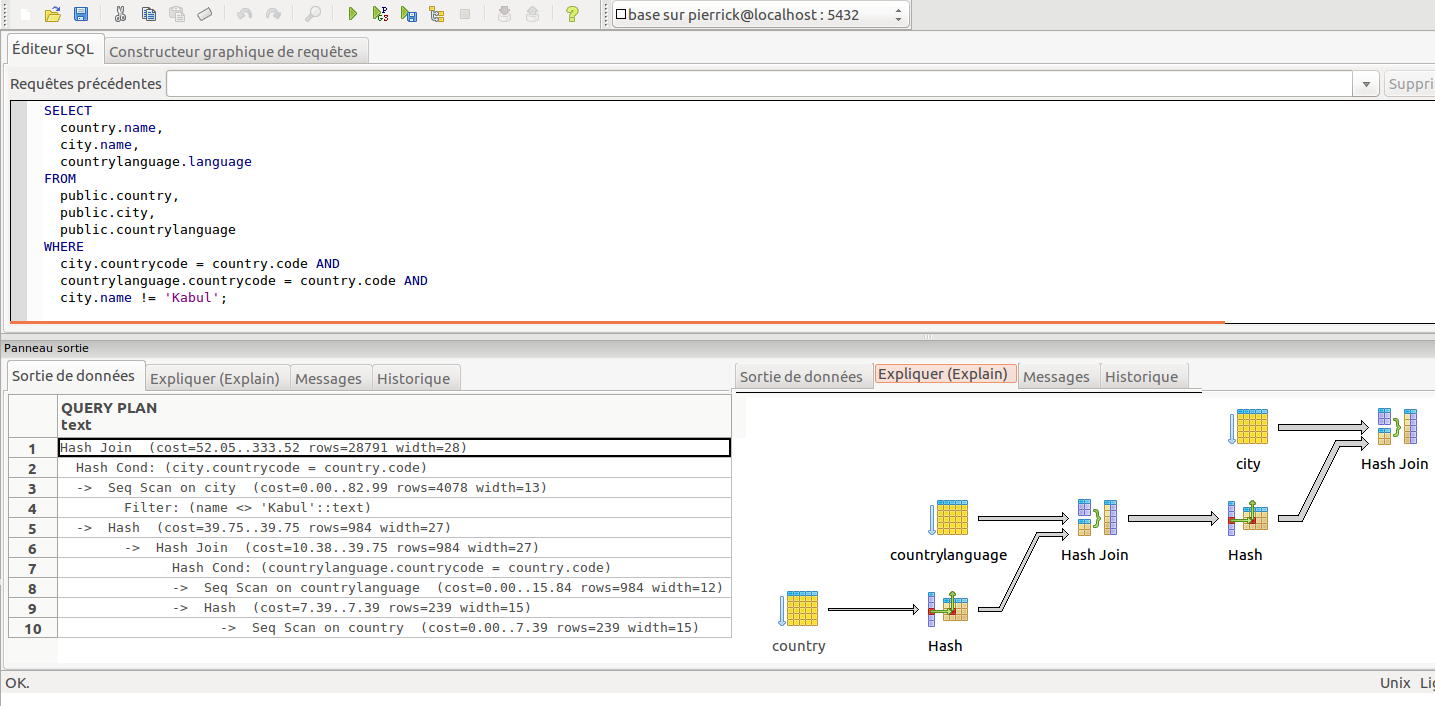 base sur pierrick@localhost : 5432
Éditeur SQL
Constructeur graphique de requêtes
Requêtes précédentes
Suppri
SELECT
country.name,
city.name,
countrylanguage.language
FROM
public.country,
public.city,
public.countrylanguage
WHERE
city.countrycode = country.code AND
countrylanguage.countrycode = country.code AND
city.name != 'Kabul';
Panneau sortie
Sortie de données
Expliquer (Explain)
Messages
Historique
QUERY PLAN
text
1 Hash Join (cost=52.05..333.52 rows=28791 width=28)
2 Hash Cond: (city.countrycode = country.code)
3 -> Seq Scan on city (cost=0.00..82.99 rows=4078 width=13)
4 Filter: (name <> 'Kabul'::text)
5 -> Hash (cost=39.75..39.75 rows=984 width=27)
6 -> Hash Join (cost=10.38..39.75 rows=984 width=27)
7 Hash Cond: (countrylanguage.countrycode = country.code)
8 -> Seq Scan on countrylanguage (cost=0.00..15.84 rows=984 width=12)
9 -> Hash (cost=7.39..7.39 rows=239 width=15)
10 -> Seq Scan on country (cost=0.00..7.39 rows=239 width=15)
Sortie de données
Expliquer (Explain)
Messages
Historique
city
Hash Join
countrylanguage
Hash Join
Hash
country
Hash
OK.
Unix
Lig